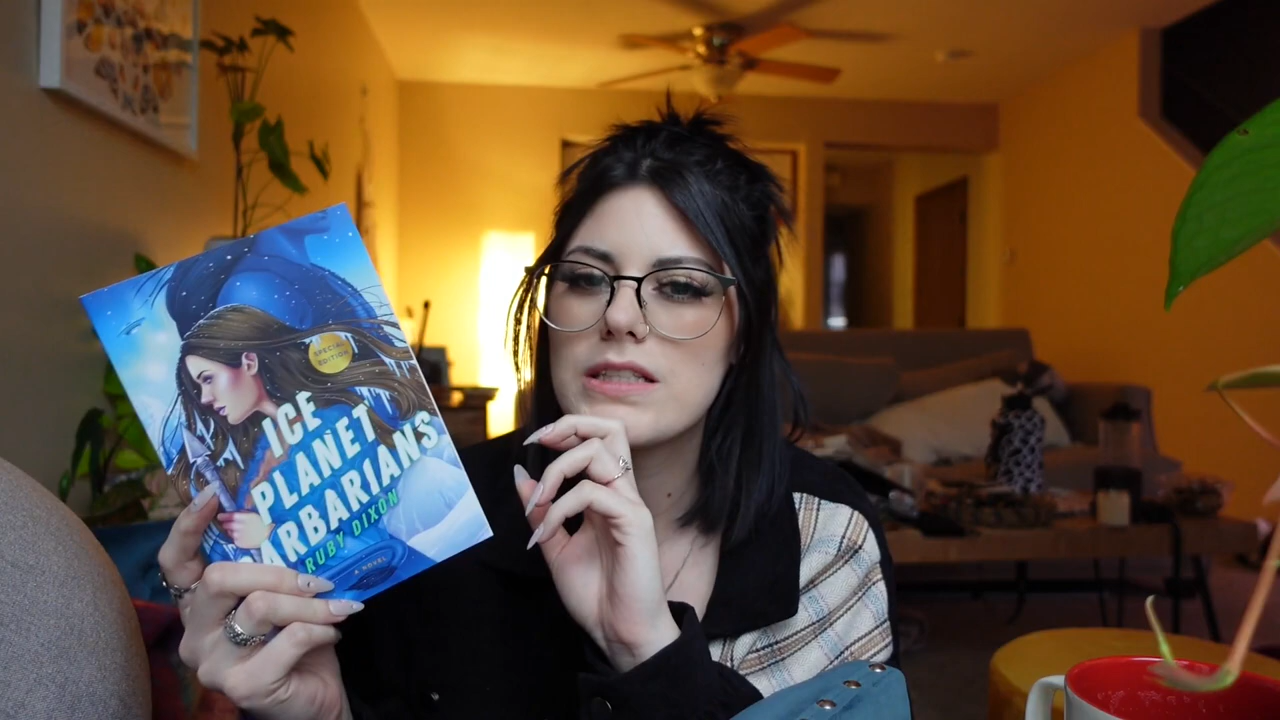 SPECIAL
EDITION
ICE
PLANET
BARBARIANS
RUBY DIXON
A NOVEL